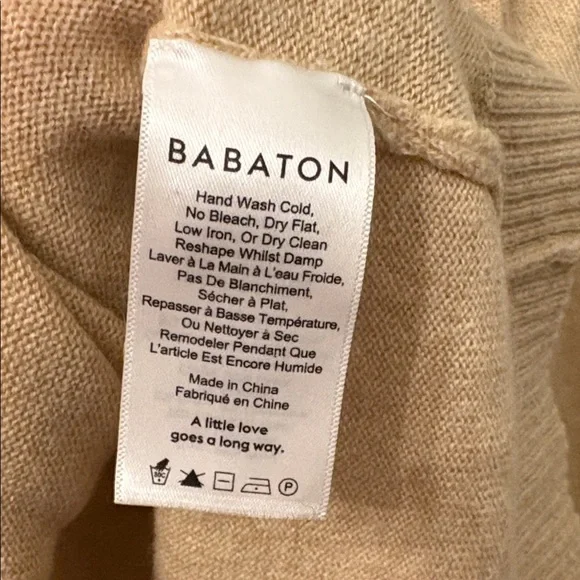 BABATON
Hand Wash Cold,
No Bleach, Dry Flat,
Low Iron, Or Dry Clean
Reshape Whilst Damp
Laver à La Main à L'eau Froide,
Pas De Blanchiment,
Sécher à Plat,
Repasser à Basse Température,
Ou Nettoyer à Sec
Remodeler Pendant Que
L'article Est Encore Humide
Made in China
Fabriqué en Chine
A little love
goes a long way.
30C P